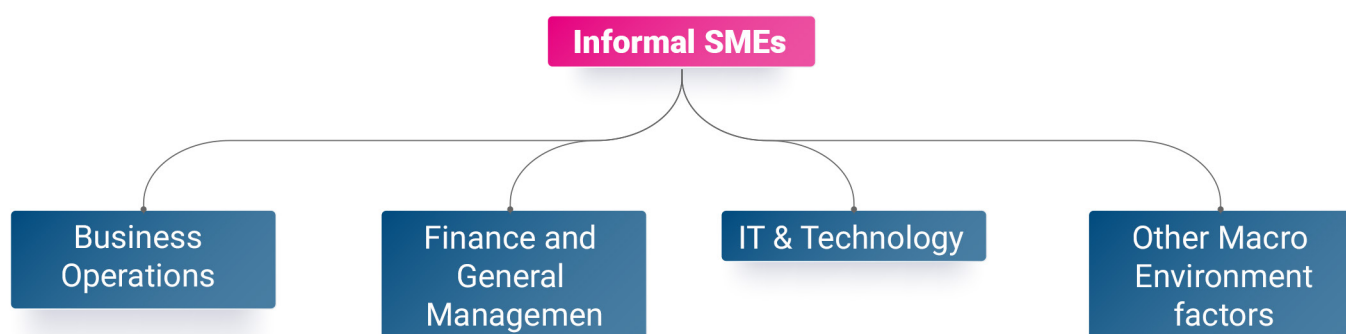 Informal SMEs
Business
Operations
Finance and
General
Managemen
IT & Technology
Other Macro
Environment
factors